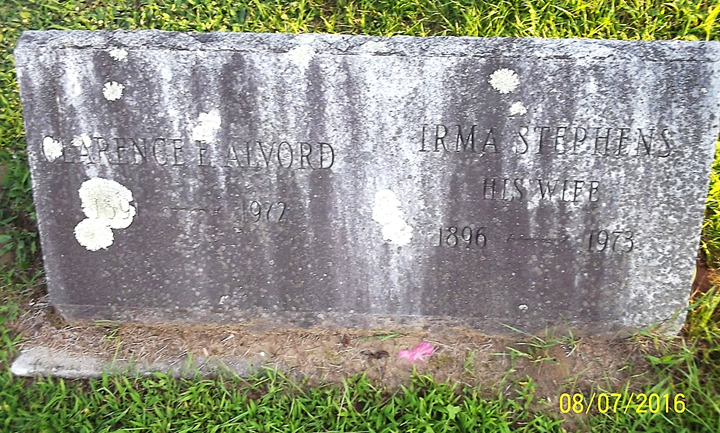 CLARENCE E. ALVORD
1972
IRMA STEPHENS
HIS WIFE
1896 — 1973
08/07/2016